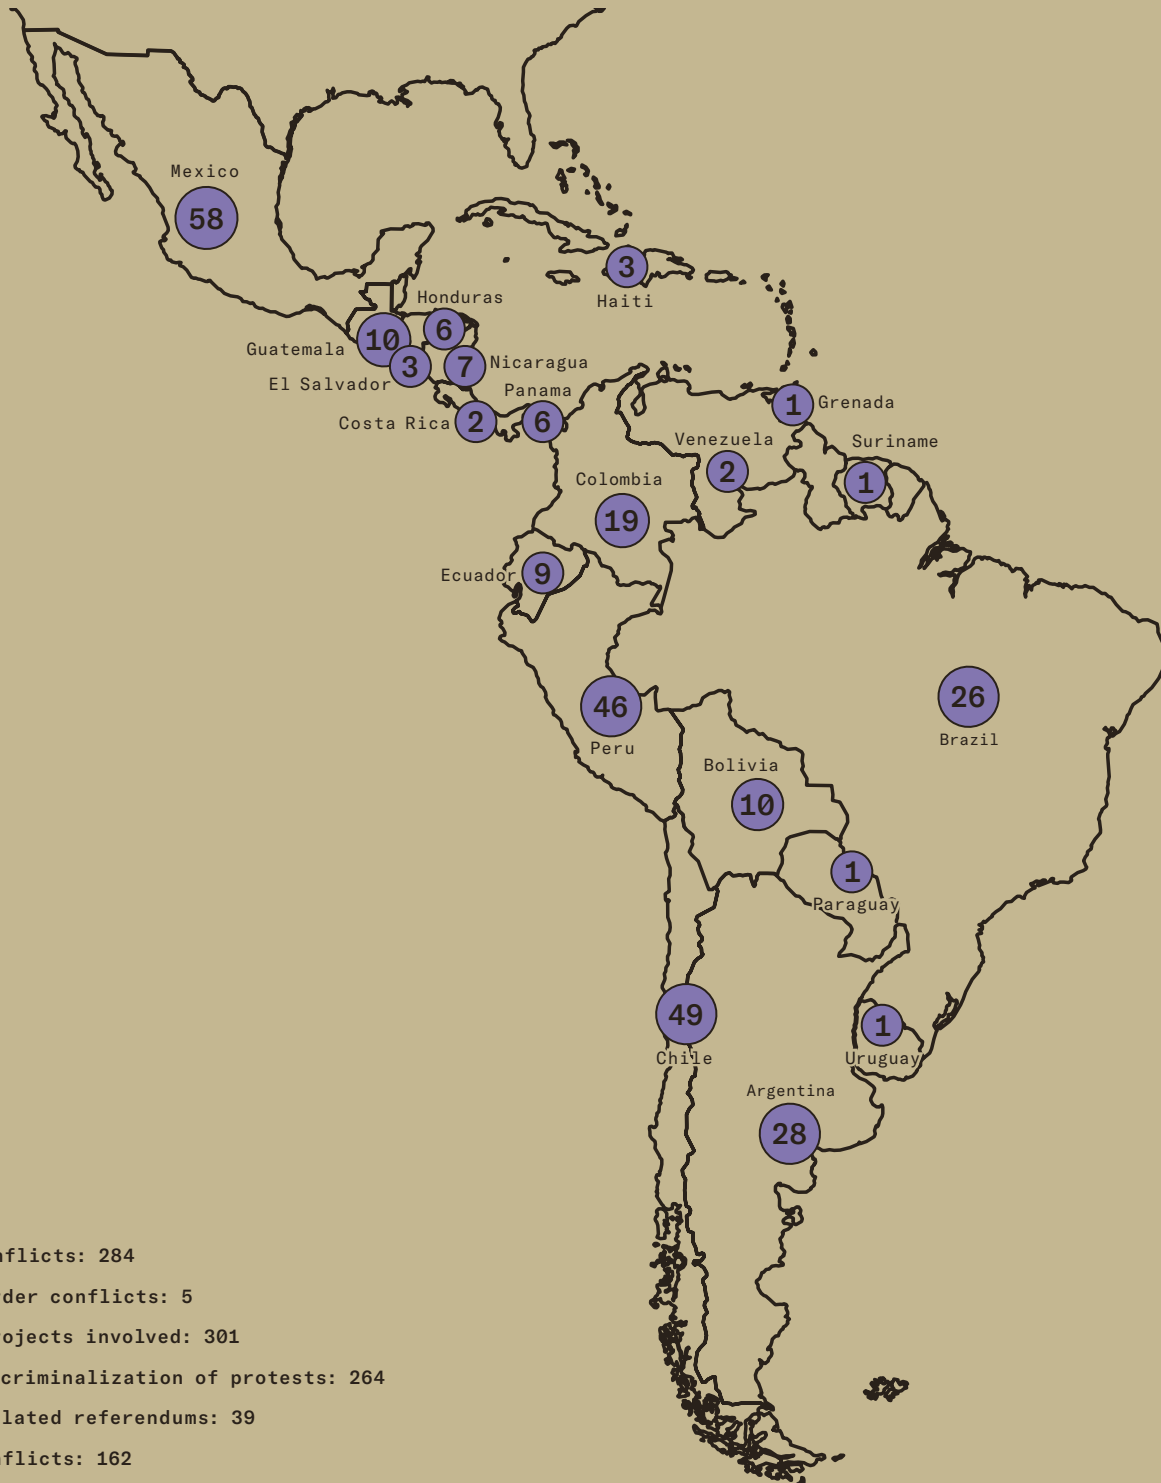 Mexico
58
3
Haiti
Honduras
6
10
Guatemala
3
El Salvador
7
Nicaragua
Panama
6
Costa Rica
2
1
Grenada
Venezuela
2
Suriname
1
Colombia
19
Ecuador
9
46
Peru
26
Brazil
Bolivia
10
1
Paraguay
49
Chile
1
Uruguay
Argentina
28
nflicts: 284
der conflicts: 5
ojects involved: 301
criminalization of protests: 264
lated referendums: 39
nflicts: 162